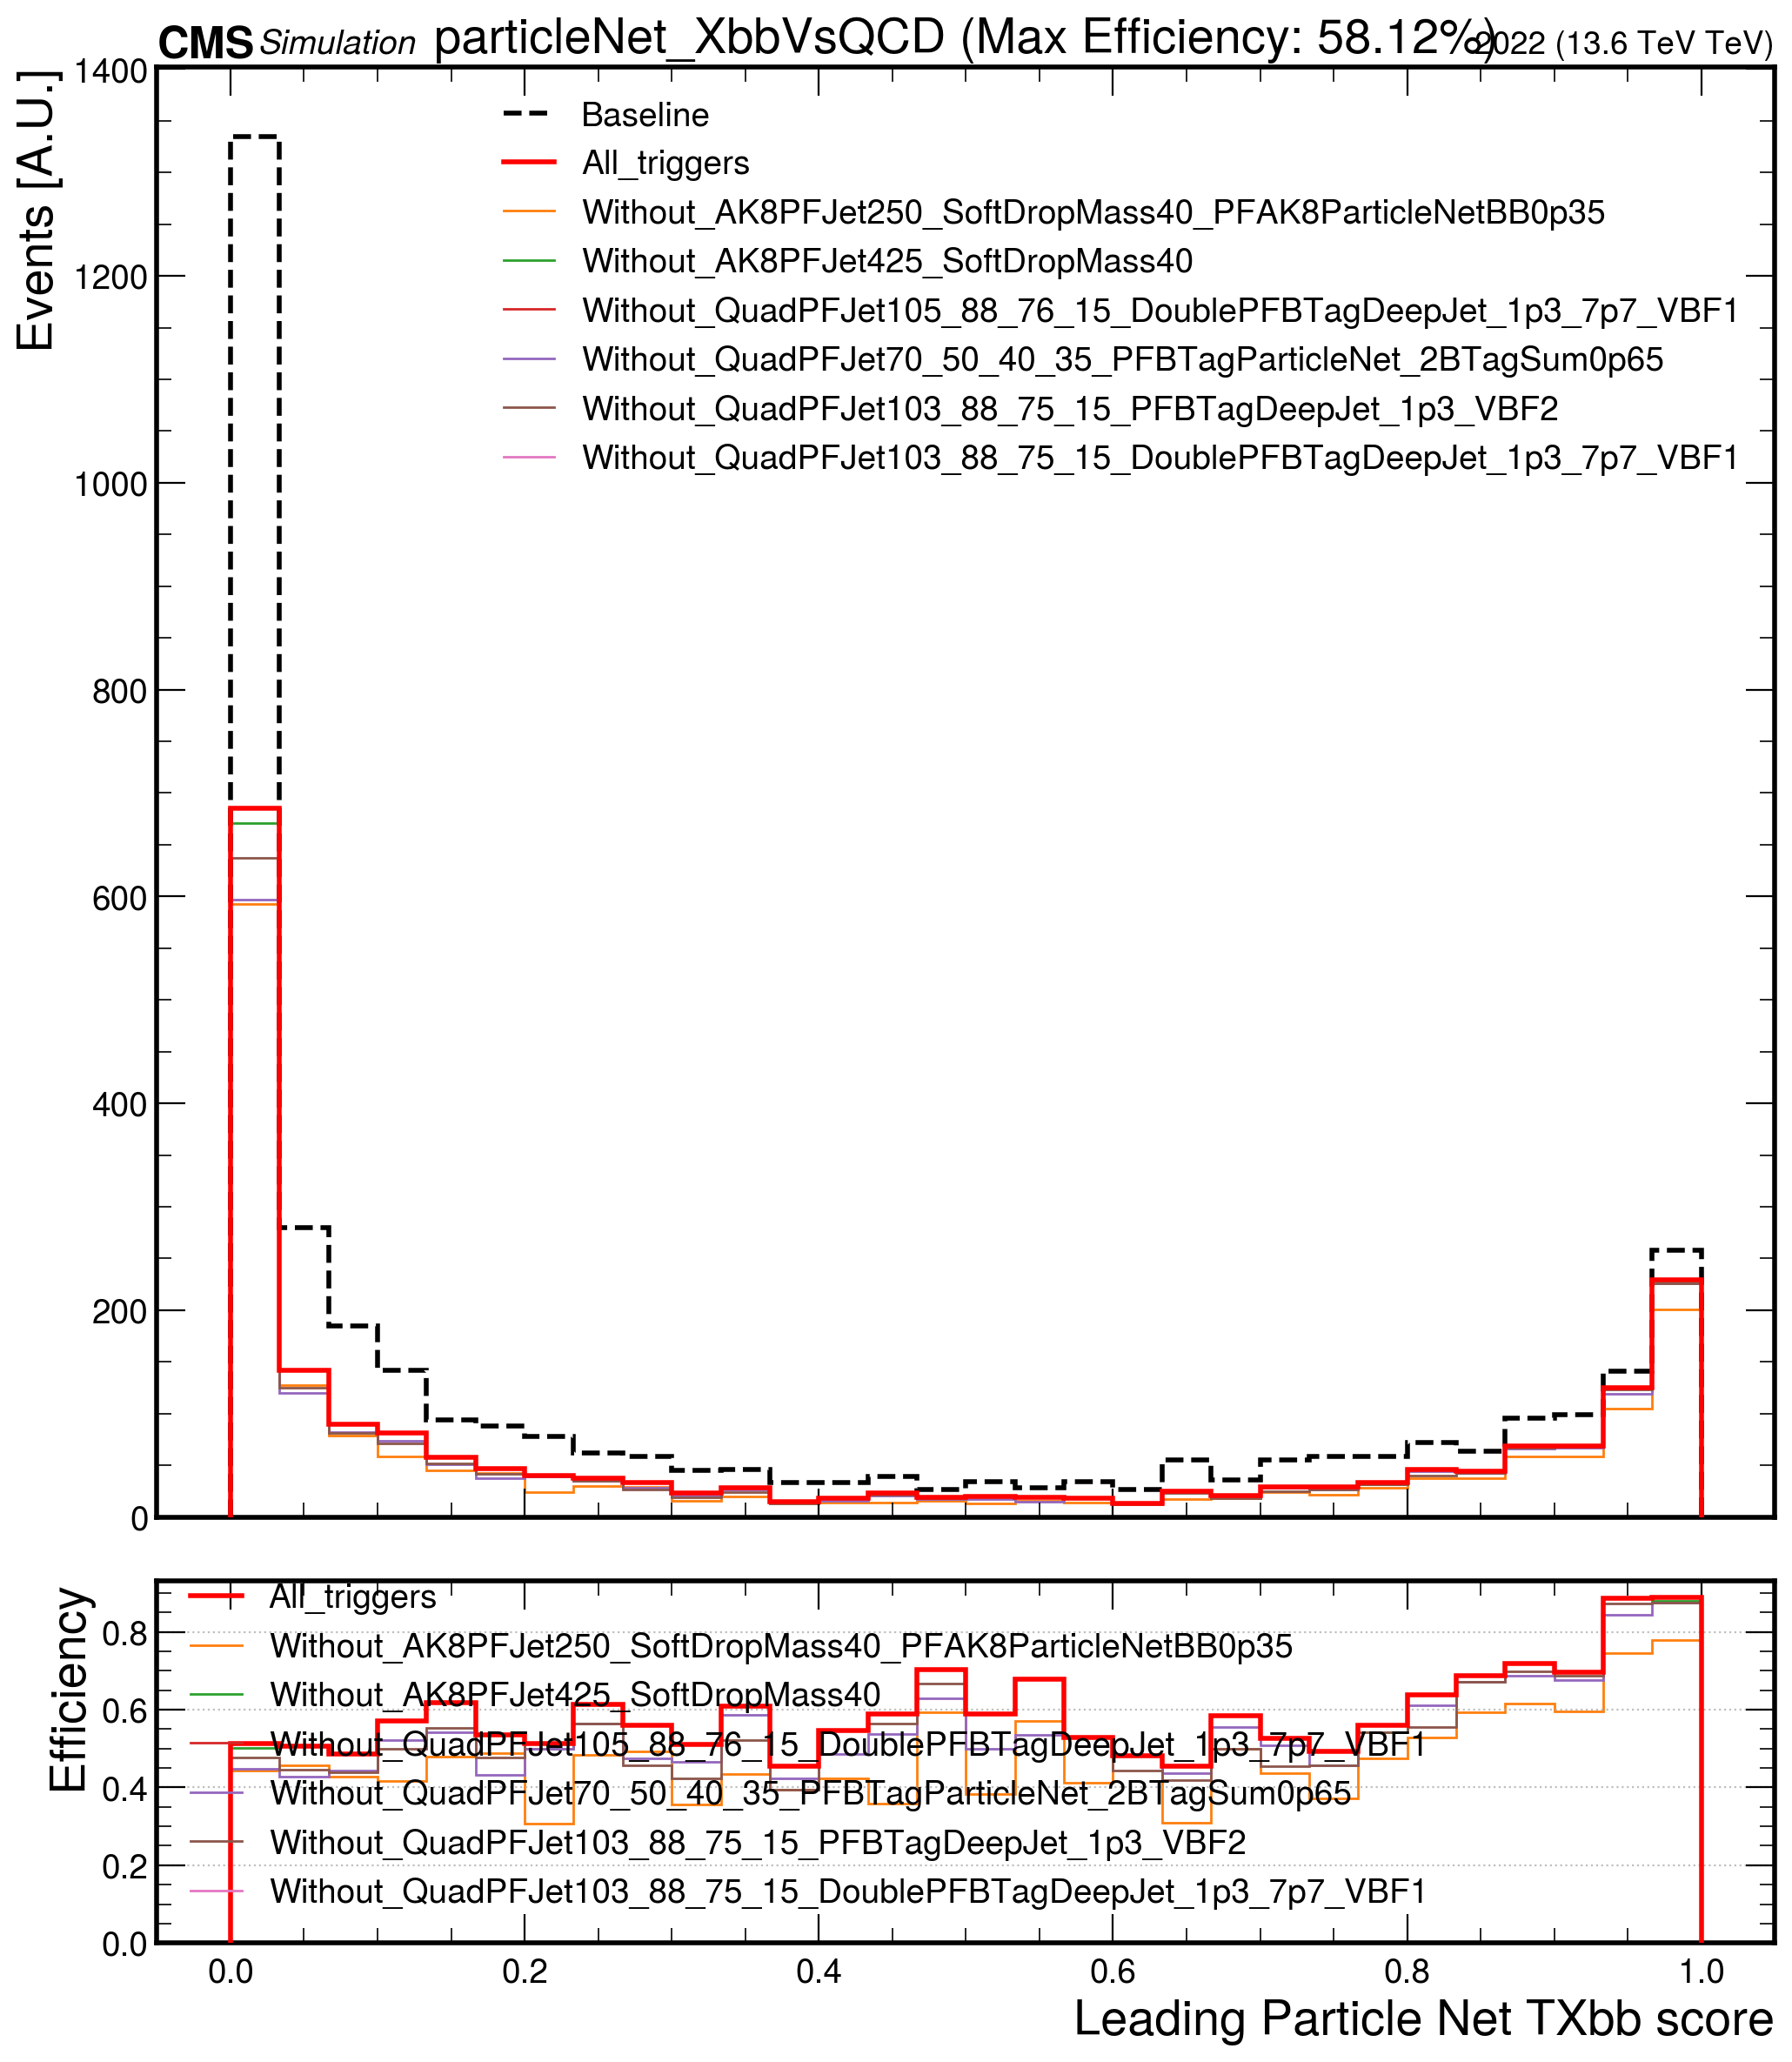 CMS Simulation particleNet_XbbVsQCD (Max Efficiency: 58.12%) 2022 (13.6 TeV TeV)
Events [A.U.]
1400
1200
1000
800
600
400
200
0
Baseline
All_triggers
Without_AK8PFJet250_SoftDropMass40_PFAK8ParticleNetBB0p35
Without_AK8PFJet425_SoftDropMass40
Without_QuadPFJet105_88_76_15_DoublePFBTagDeepJet_1p3_7p7_VBF1
Without_QuadPFJet70_50_40_35_PFBTagParticleNet_2BTagSum0p65
Without_QuadPFJet103_88_75_15_PFBTagDeepJet_1p3_VBF2
Without_QuadPFJet103_88_75_15_DoublePFBTagDeepJet_1p3_7p7_VBF1
Efficiency
0.8
0.6
0.4
0.2
0.0
All_triggers
Without_AK8PFJet250_SoftDropMass40_PFAK8ParticleNetBB0p35
Without_AK8PFJet425_SoftDropMass40
Without_QuadPFJet105_88_76_15_DoublePFBTagDeepJet_1p3_7p7_VBF1
Without_QuadPFJet70_50_40_35_PFBTagParticleNet_2BTagSum0p65
Without_QuadPFJet103_88_75_15_PFBTagDeepJet_1p3_VBF2
Without_QuadPFJet103_88_75_15_DoublePFBTagDeepJet_1p3_7p7_VBF1
0.0 0.2 0.4 0.6 0.8 1.0
Leading Particle Net TXbb score